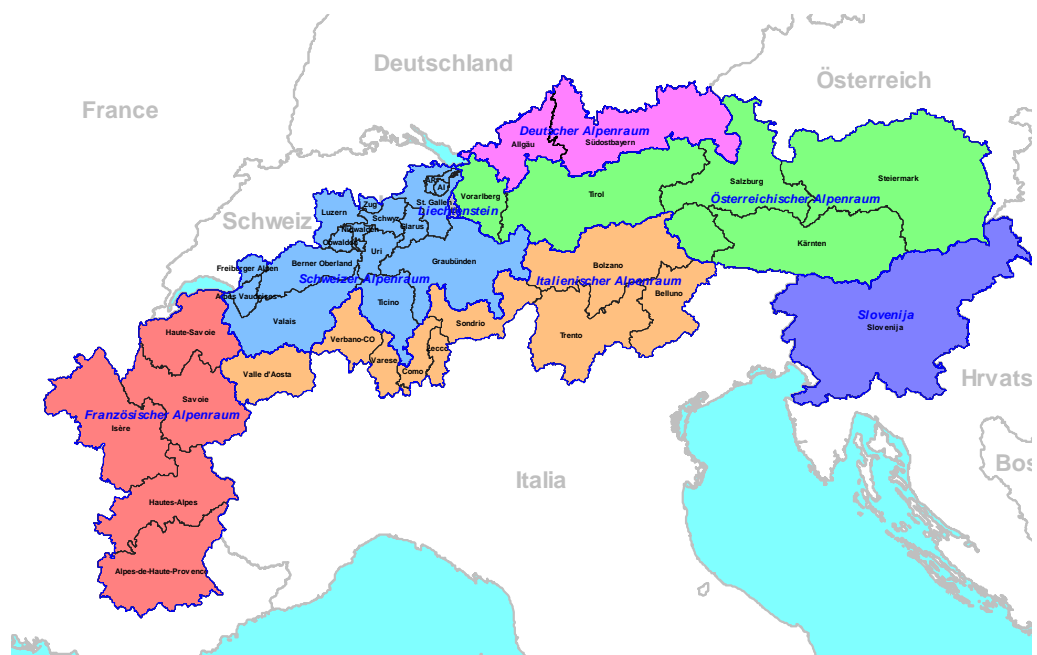 Deutschland
Österreich
France
Deutscher Alpenraum
Allgäu
Südostbayern
Schweiz
AR
AI
St. Gallen
Vorarlberg
Tirol
Salzburg
Steiermark
Österreichischer Alpenraum
Liechtenstein
Luzern
Zug
Schwyz
Glarus
Nidwalden
Obwalden
Uri
Kärnten
Freiberger Alpen
Berner Oberland
Graubünden
Bolzano
Schweizer Alpenraum
Italienischer Alpenraum
Alpes Vaudoises
Ticino
Belluno
Valais
Sondrio
Slovenija
Slovenija
Haute-Savoie
Verbano-CO
Trento
Varese
Lecco
Como
Valle d'Aosta
Hrvats
Savoie
Französischer Alpenraum
Isère
Italia
Bos
Hautes-Alpes
Alpes-de-Haute-Provence